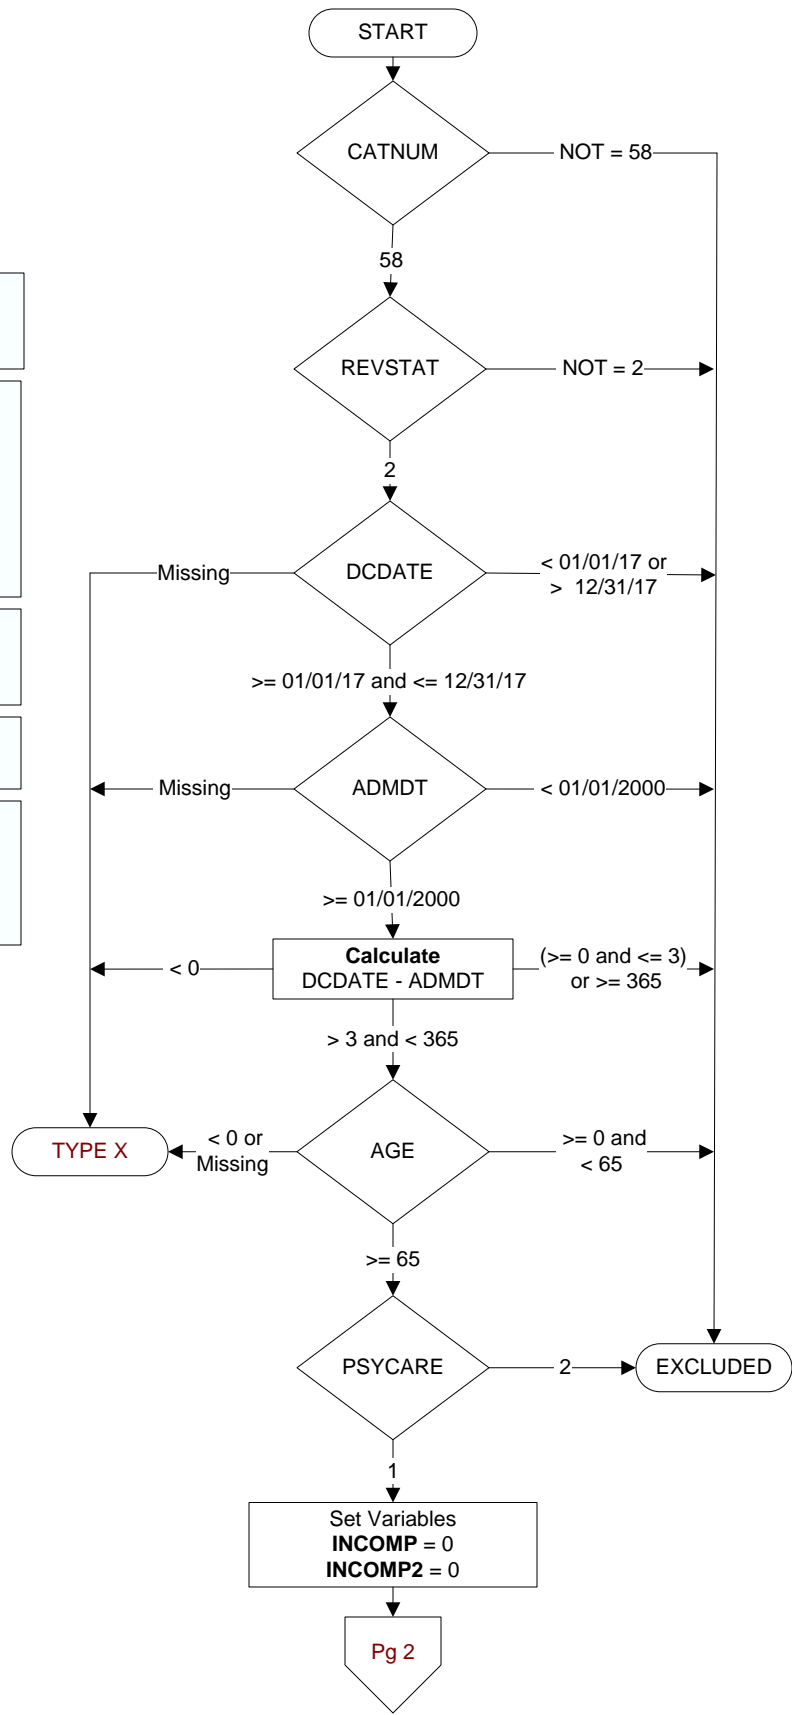 START
CATNUM
NOT = 58
58
REVSTAT
NOT = 2
2
Missing
DCDATE
< 01/01/17 or
> 12/31/17
>= 01/01/17 and <= 12/31/17
Missing
ADMDT
< 01/01/2000
>= 01/01/2000
< 0
Calculate
DCDATE - ADMDT
(>= 0 and <= 3)
or >= 365
> 3 and < 365
TYPE X
< 0 or
Missing
AGE
>= 0 and
< 65
>= 65
PSYCARE
2
EXCLUDED
1
Set Variables
INCOMP = 0
INCOMP2 = 0
Pg 2